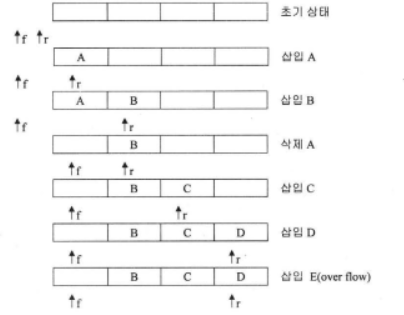 초기 상태
f r
A 삽입 A
f r
A B 삽입 B
f r
B 삭제 A
f r
B C 삽입 C
f r
B C D 삽입 D
f r
B C D 삽입 E(over flow)
f r